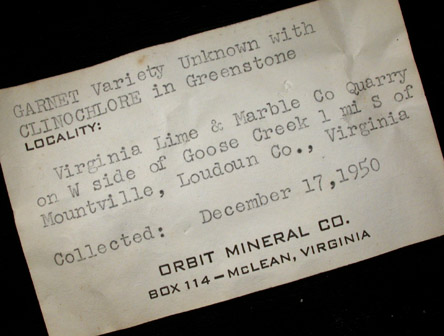 GARNET Variety Unknown with
CLINOCHLORE in Greenstone
LOCALITY:
Virginia Lime & Marble Co Quarry
on W side of Goose Creek 1 mi S of
Mountville, Loudoun Co., Virginia
Collected: December 17,1950
ORBIT MINERAL CO.
BOX 114 – McLEAN, VIRGINIA